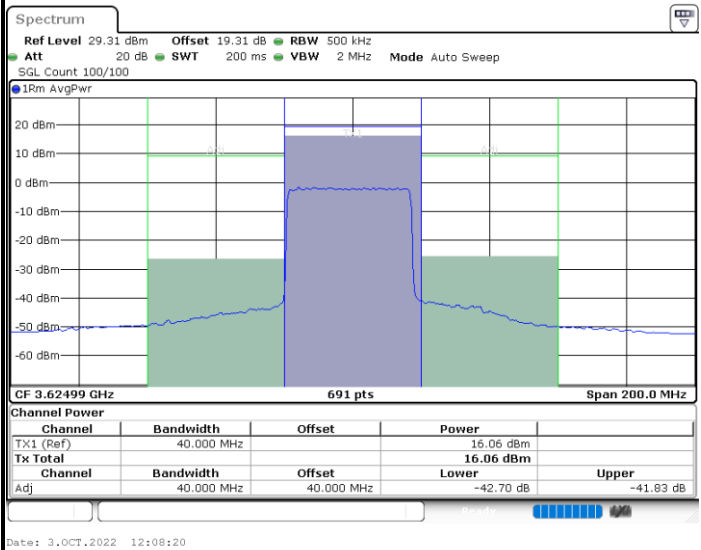 Spectrum
Ref Level 29.31 dBm Offset 19.31 dB RBW 500 kHz
Att 20 dB SWT 200 ms VBW 2 MHz Mode Auto Sweep
SGL Count 100/100
1Rm AvgPwr
20 dBm
TX1
10 dBm
Adj Adj
0 dBm
-10 dBm
-20 dBm
-30 dBm
-40 dBm
-50 dBm
-60 dBm
CF 3.62499 GHz 691 pts Span 200.0 MHz
Channel Power
Channel Bandwidth Offset Power
TX1 (Ref) 40.000 MHz 16.06 dBm
Tx Total 16.06 dBm
Channel Bandwidth Offset Lower Upper
Adj 40.000 MHz 40.000 MHz -42.70 dB -41.83 dB
Ready
Date: 3.OCT.2022 12:08:20